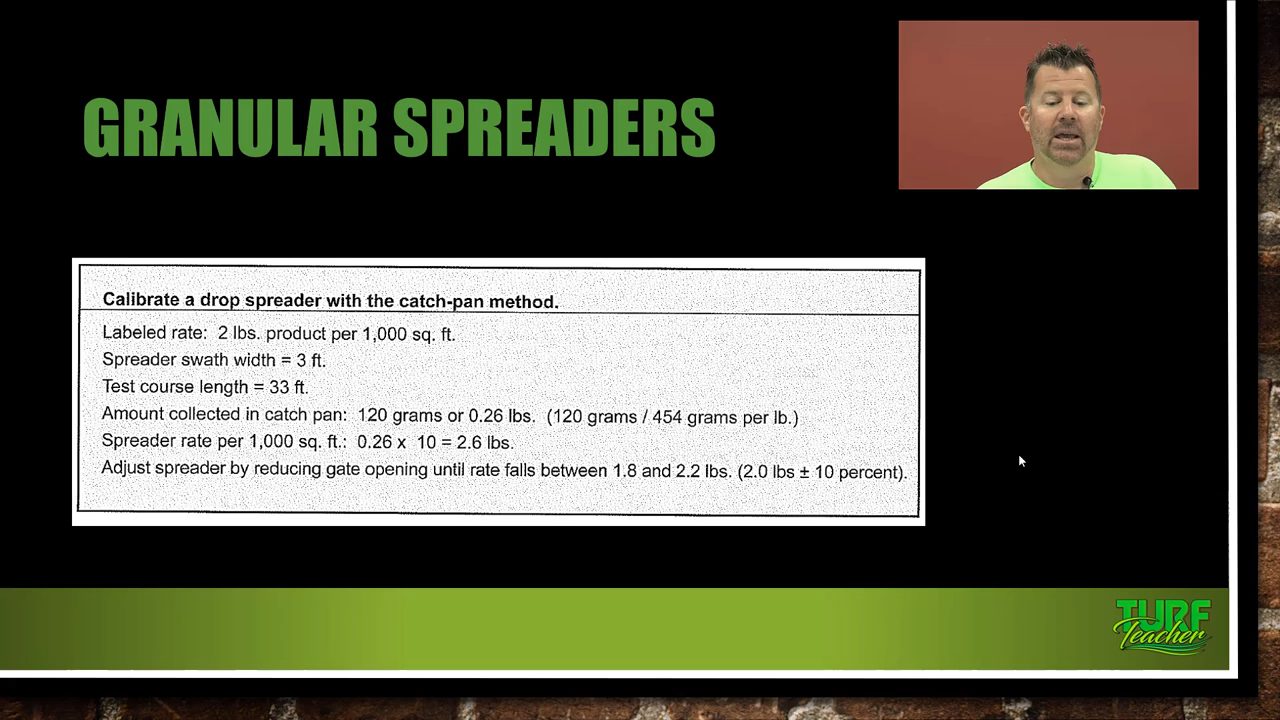 GRANULAR SPREADERS
Calibrate a drop spreader with the catch-pan method.
Labeled rate: 2 lbs. product per 1,000 sq. ft.
Spreader swath width = 3 ft.
Test course length = 33 ft.
Amount collected in catch pan: 120 grams or 0.26 lbs. (120 grams / 454 grams per lb.)
Spreader rate per 1,000 sq. ft.: 0.26 x 10 = 2.6 lbs.
Adjust spreader by reducing gate opening until rate falls between 1.8 and 2.2 lbs. (2.0 lbs ± 10 percent).
TURF
Teacher